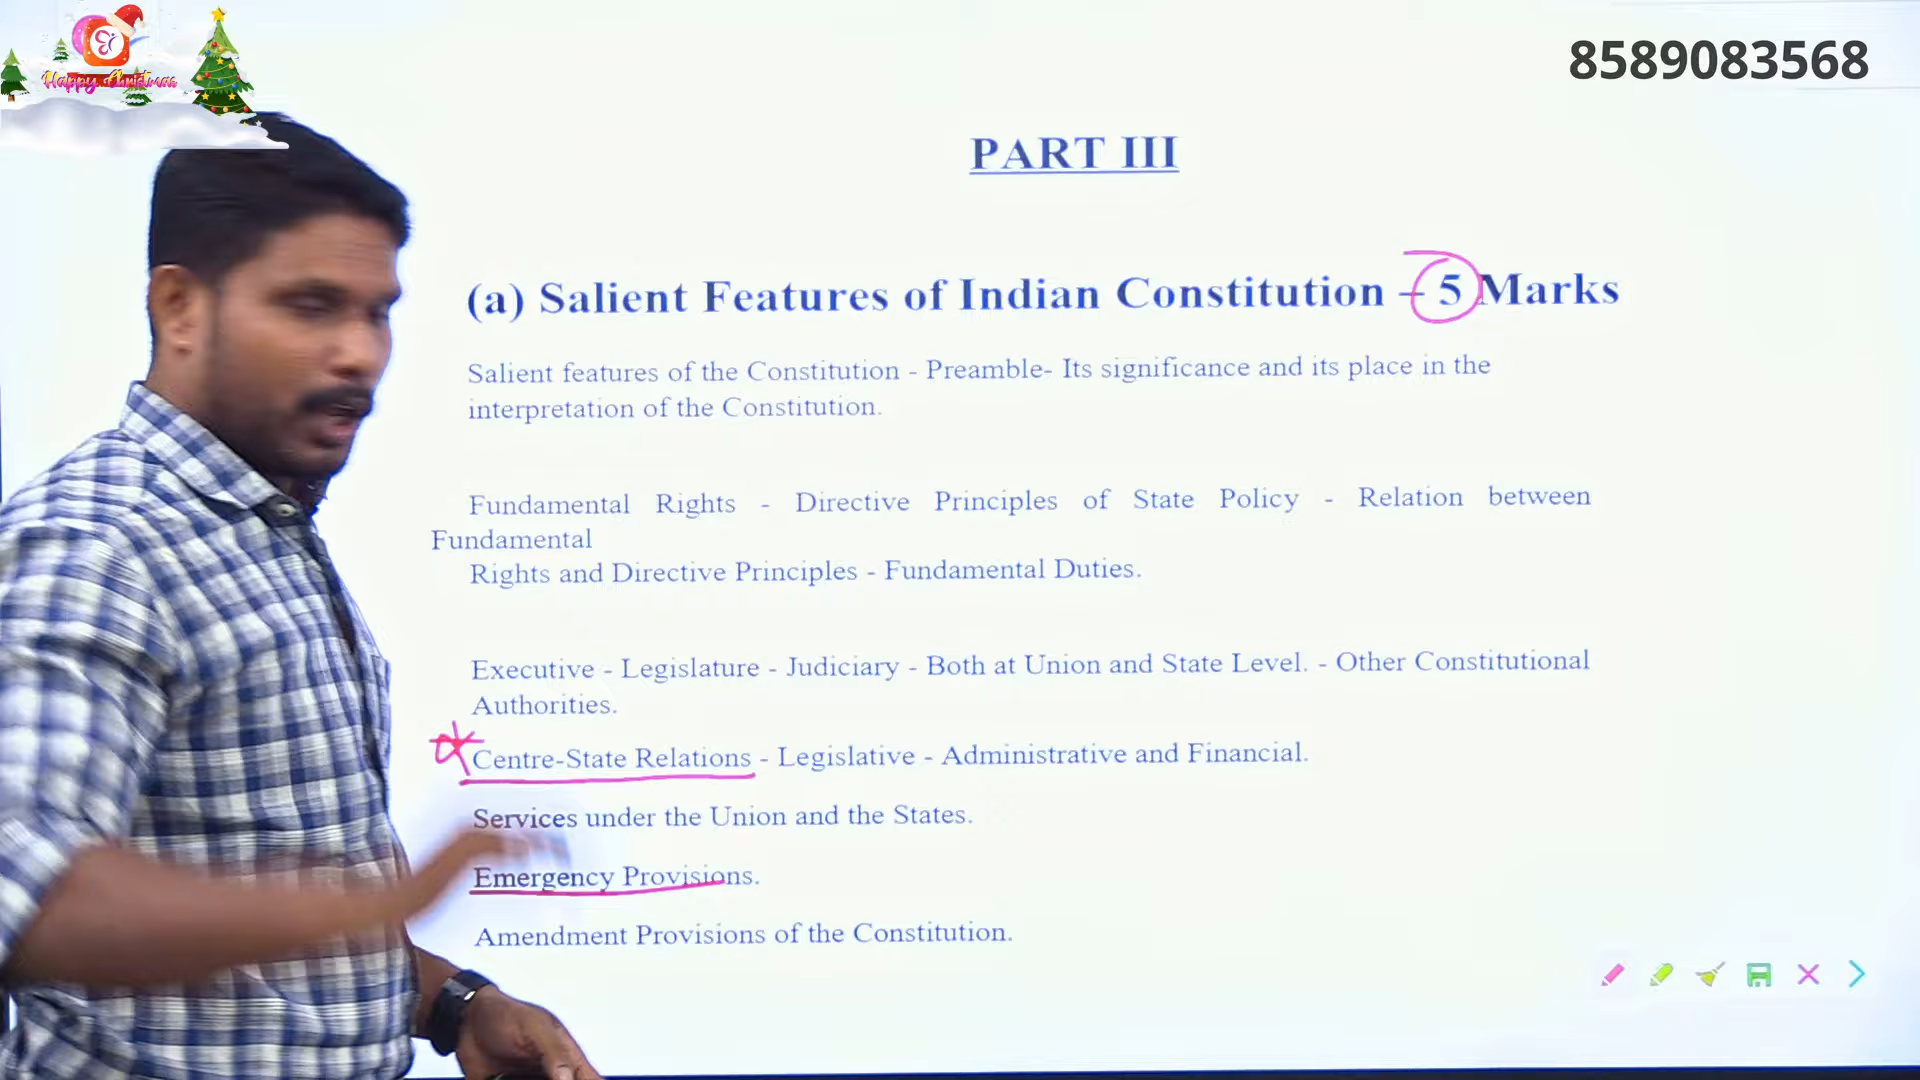 Happy Christmas
8589083568
PART III
(a) Salient Features of Indian Constitution – 5 Marks
Salient features of the Constitution - Preamble- Its significance and its place in the
interpretation of the Constitution.
Fundamental Rights - Directive Principles of State Policy - Relation between
Fundamental
Rights and Directive Principles - Fundamental Duties.
Executive - Legislature - Judiciary - Both at Union and State Level. - Other Constitutional
Authorities.
Centre-State Relations - Legislative - Administrative and Financial.
Services under the Union and the States.
Emergency Provisions.
Amendment Provisions of the Constitution.